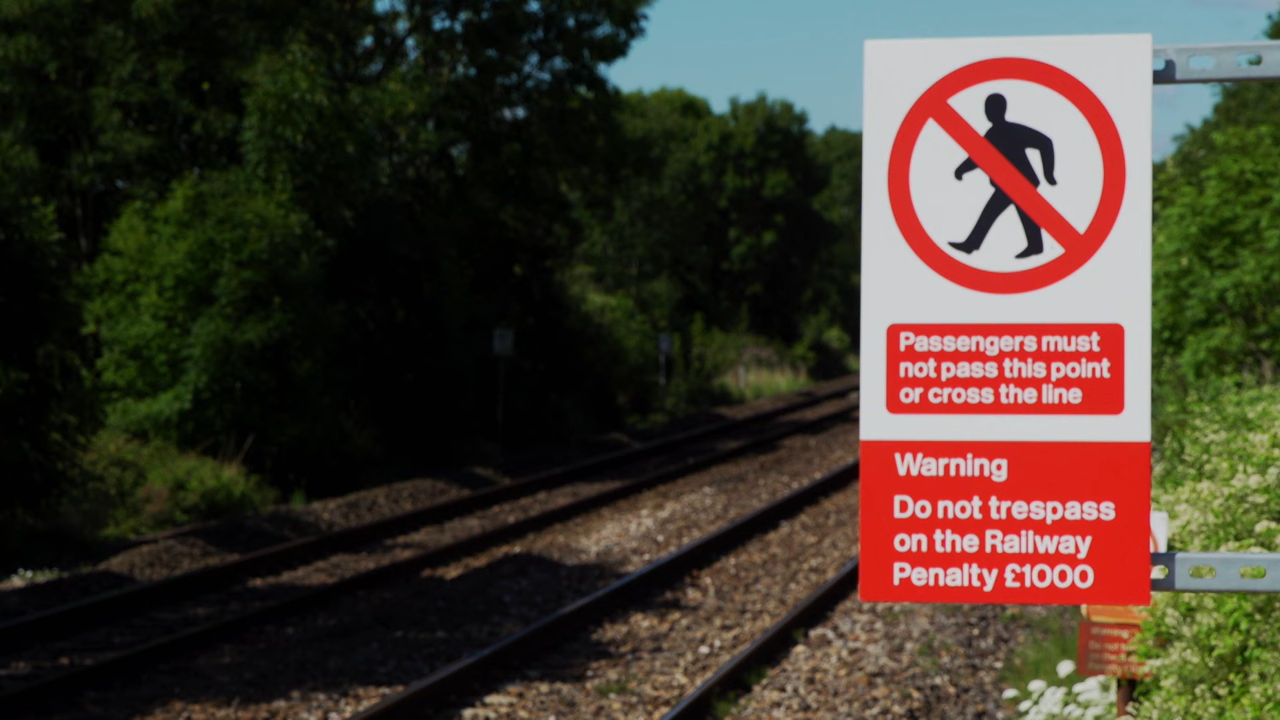 Passengers must
not pass this point
or cross the line
Warning
Do not trespass
on the Railway
Penalty £1000
Warning